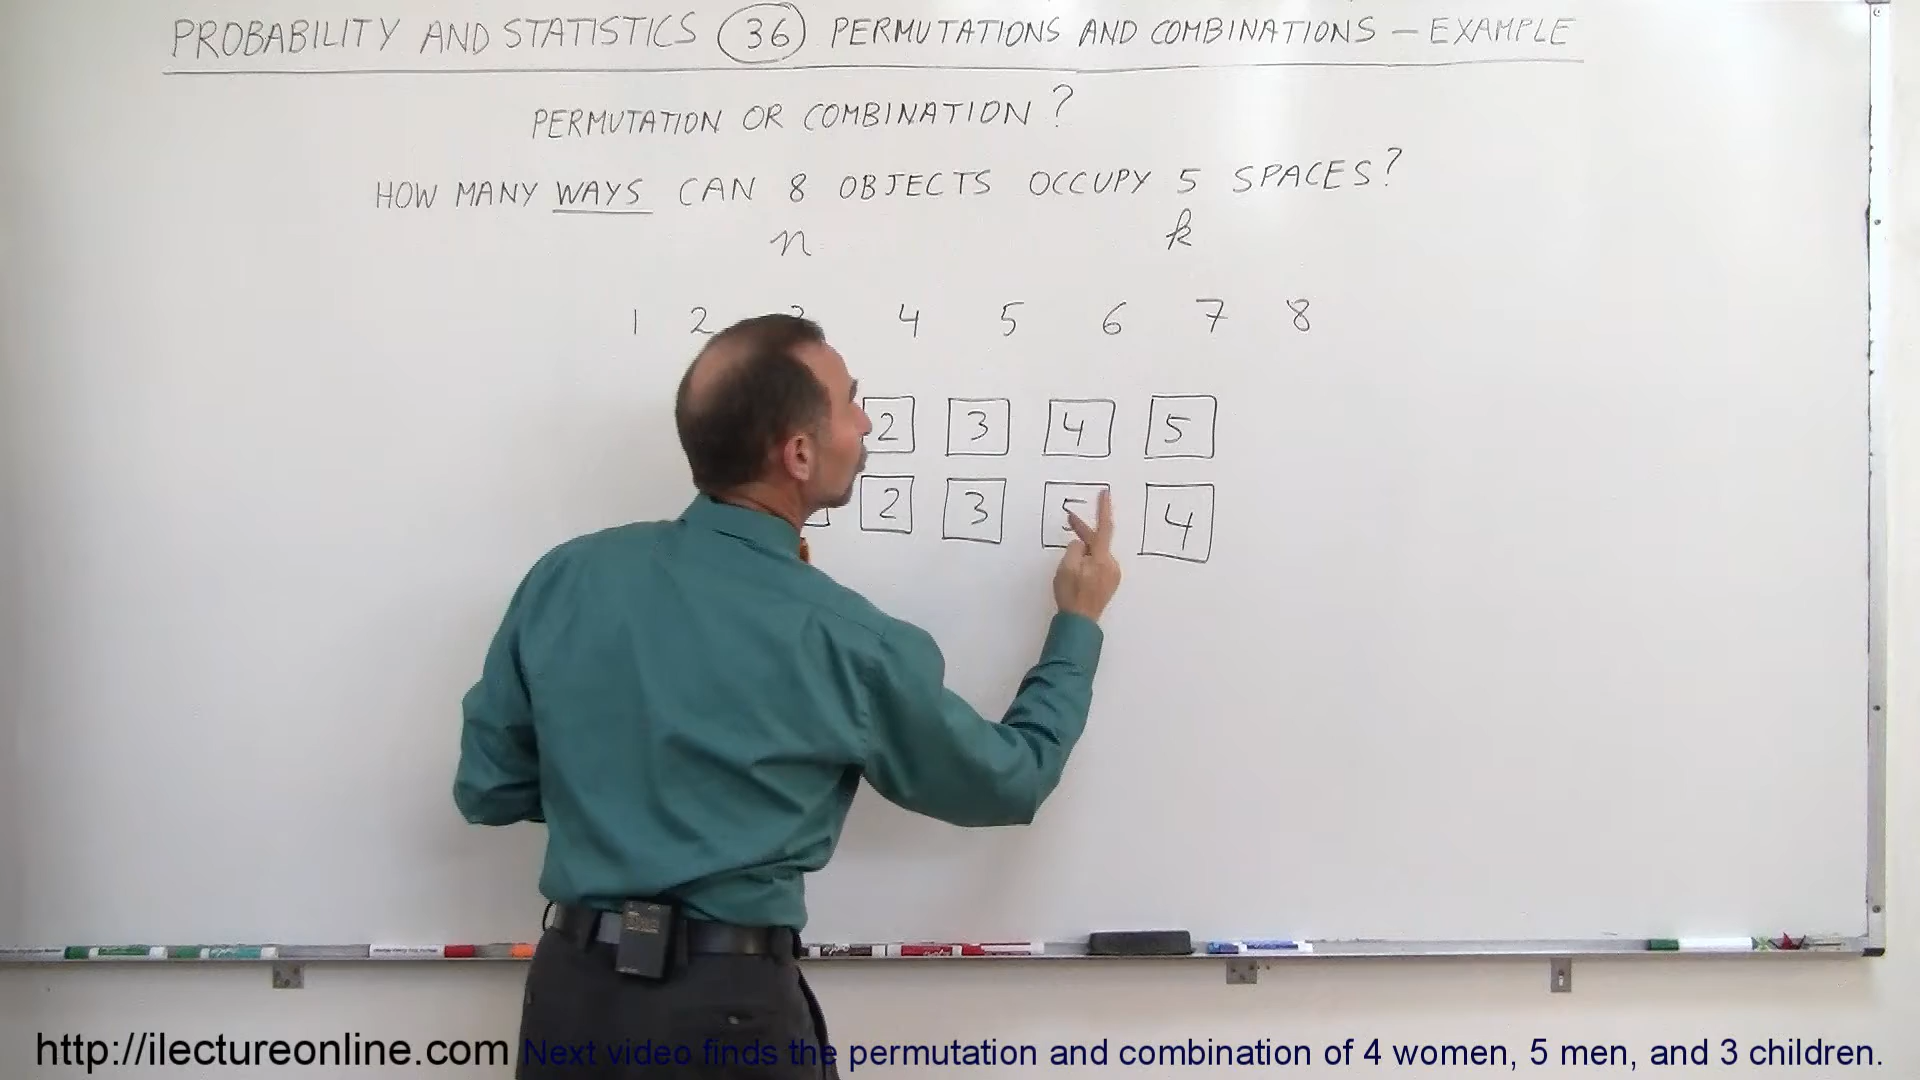 PROBABILITY AND STATISTICS 36 PERMUTATIONS AND COMBINATIONS — EXAMPLE
PERMUTATION OR COMBINATION?
HOW MANY WAYS CAN 8 OBJECTS OCCUPY 5 SPACES?
n k
1 2 3 4 5 6 7 8
2 3 4 5
2 3 5 4
http://ilectureonline.com Next video finds the permutation and combination of 4 women, 5 men, and 3 children.